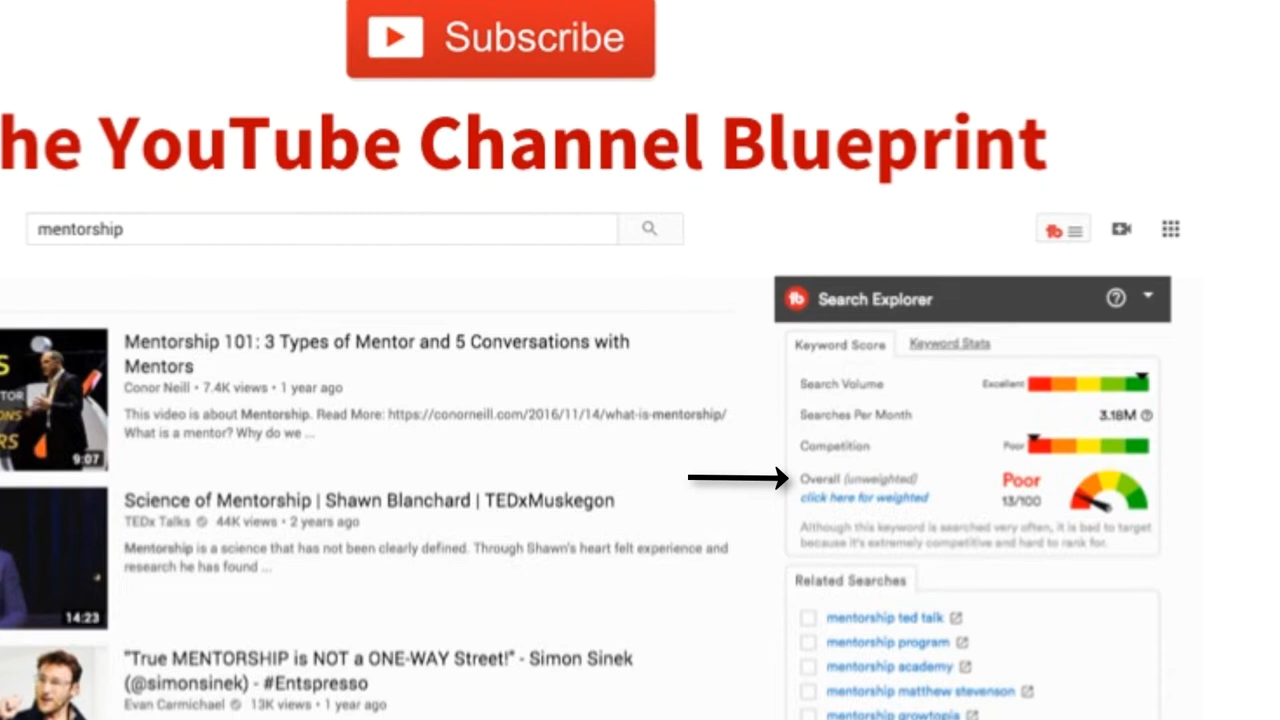 Subscribe
he YouTube Channel Blueprint
mentorship
Search Explorer
Mentorship 101: 3 Types of Mentor and 5 Conversations with
Mentors
Conor Neill • 7.4K views • 1 year ago
This video is about Mentorship. Read More: https://conorneill.com/2016/11/14/what-is-mentorship/
What is a mentor? Why do we ...
S
TOR
ONS
RS
9:07
Science of Mentorship | Shawn Blanchard | TEDxMuskegon
TEDx Talks 44K views • 2 years ago
Mentorship is a science that has not been clearly defined. Through Shawn's heart felt experience and
research he has found ...
14:23
"True MENTORSHIP is NOT a ONE-WAY Street!" - Simon Sinek
(@simonsinek) - #Entspresso
Evan Carmichael 13K views • 1 year ago
Keyword Score Keyword Stats
Search Volume Excellent
Searches Per Month 3.18M
Competition Poor
Overall (unweighted) Poor
click here for weighted 13/100
Although this keyword is searched very often, it is bad to target
because it's extremely competitive and hard to rank for.
Related Searches
mentorship ted talk
mentorship program
mentorship academy
mentorship matthew stevenson
mentorship growtopia